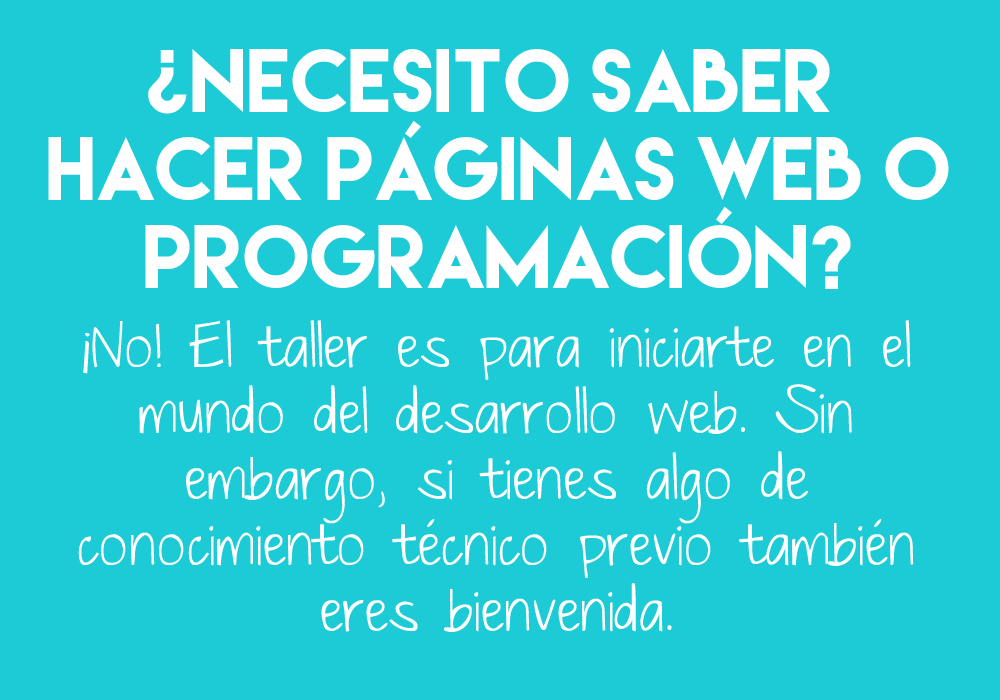 ¿NECESITO SABER
HACER PÁGINAS WEB O
PROGRAMACIÓN?
¡No! El taller es para iniciarte en el
mundo del desarrollo web. Sin
embargo, si tienes algo de
conocimiento técnico previo también
eres bienvenida.